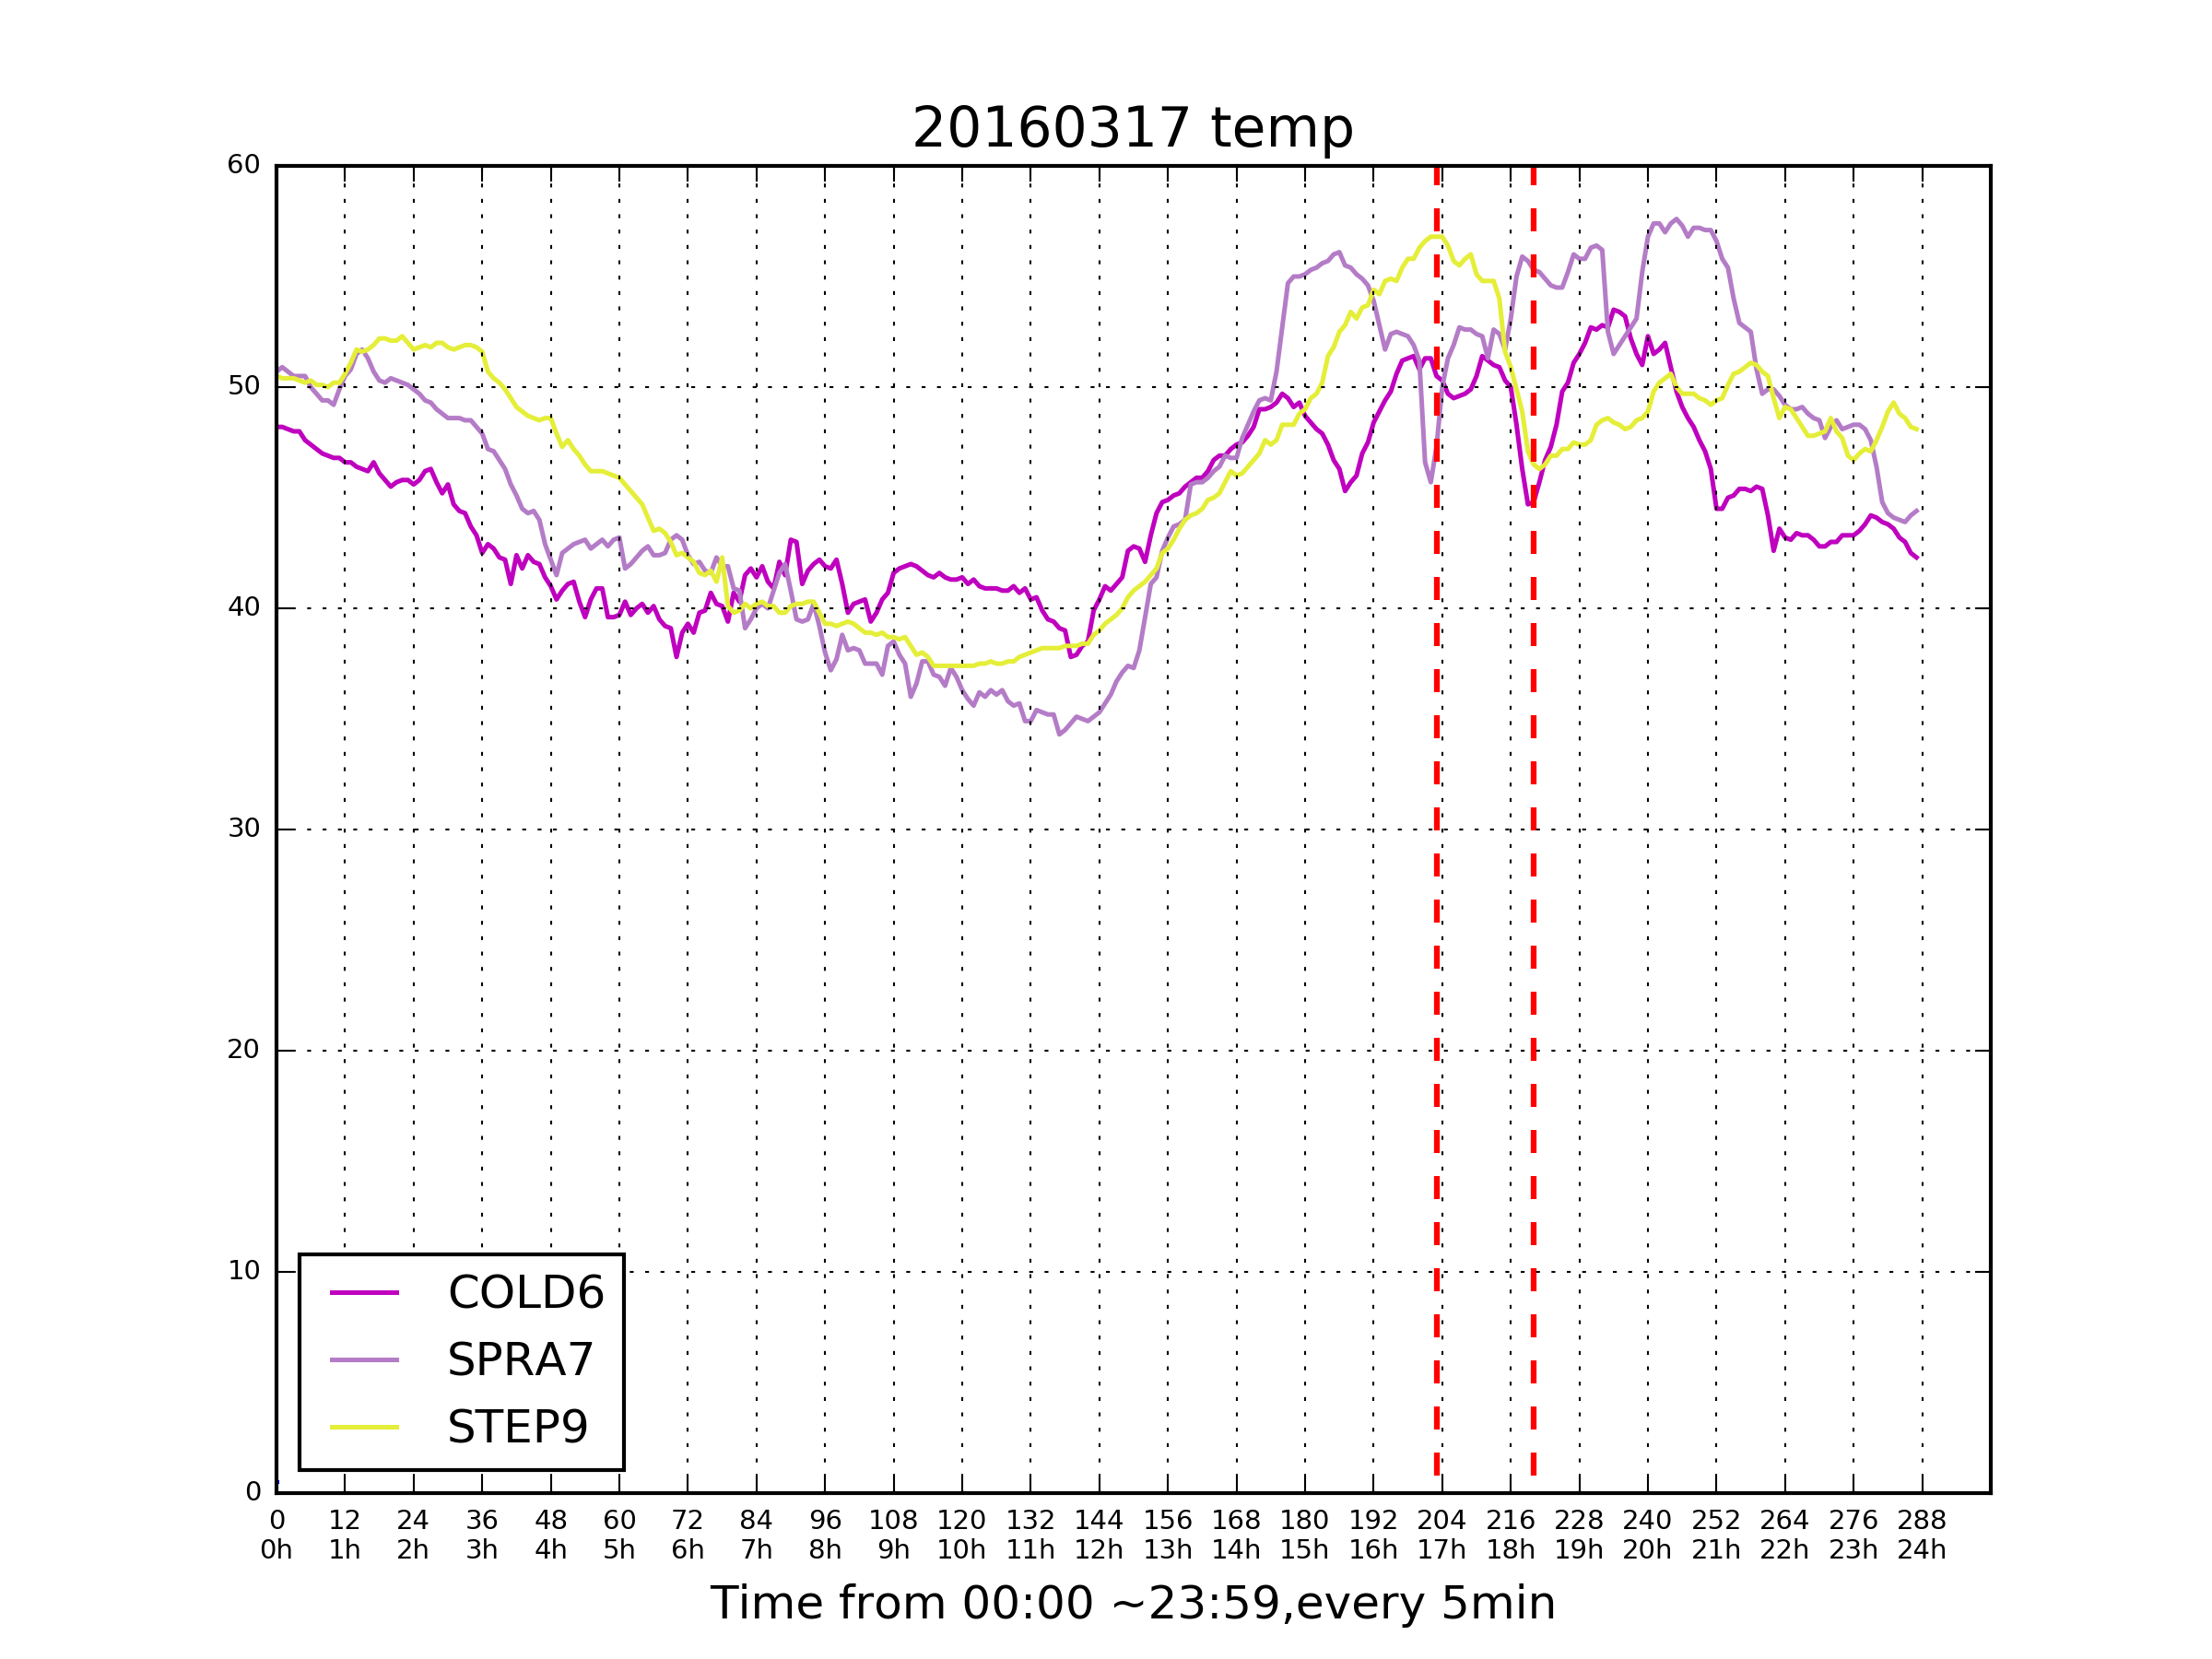 20160317 temp
60
50
40
30
20
10
0
COLD6
SPRA7
STEP9
0 12 24 36 48 60 72 84 96 108 120 132 144 156 168 180 192 204 216 228 240 252 264 276 288
0h 1h 2h 3h 4h 5h 6h 7h 8h 9h 10h 11h 12h 13h 14h 15h 16h 17h 18h 19h 20h 21h 22h 23h 24h
Time from 00:00 ~23:59,every 5min